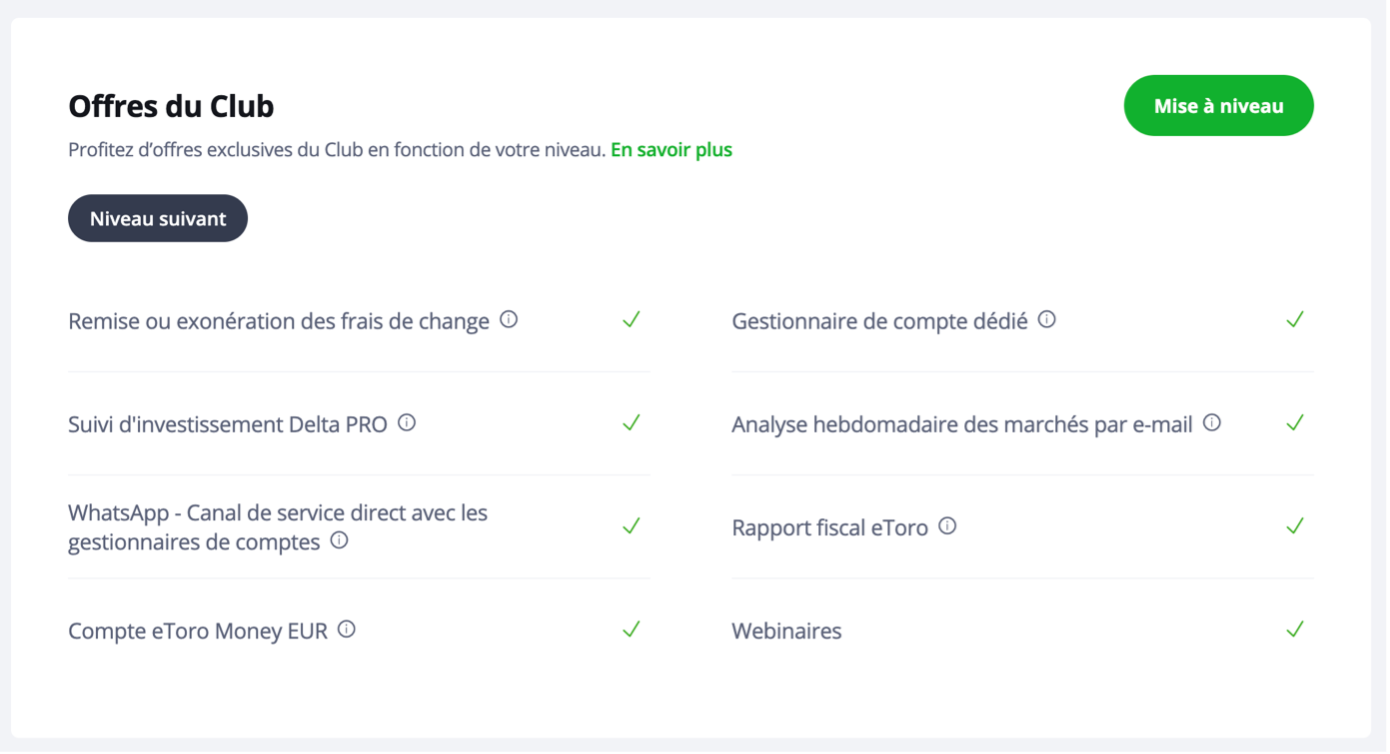 Offres du Club
Mise à niveau
Profitez d’offres exclusives du Club en fonction de votre niveau. En savoir plus
Niveau suivant
Remise ou exonération des frais de change
Gestionnaire de compte dédié
Suivi d'investissement Delta PRO
Analyse hebdomadaire des marchés par e-mail
WhatsApp - Canal de service direct avec les
gestionnaires de comptes
Rapport fiscal eToro
Compte eToro Money EUR
Webinaires